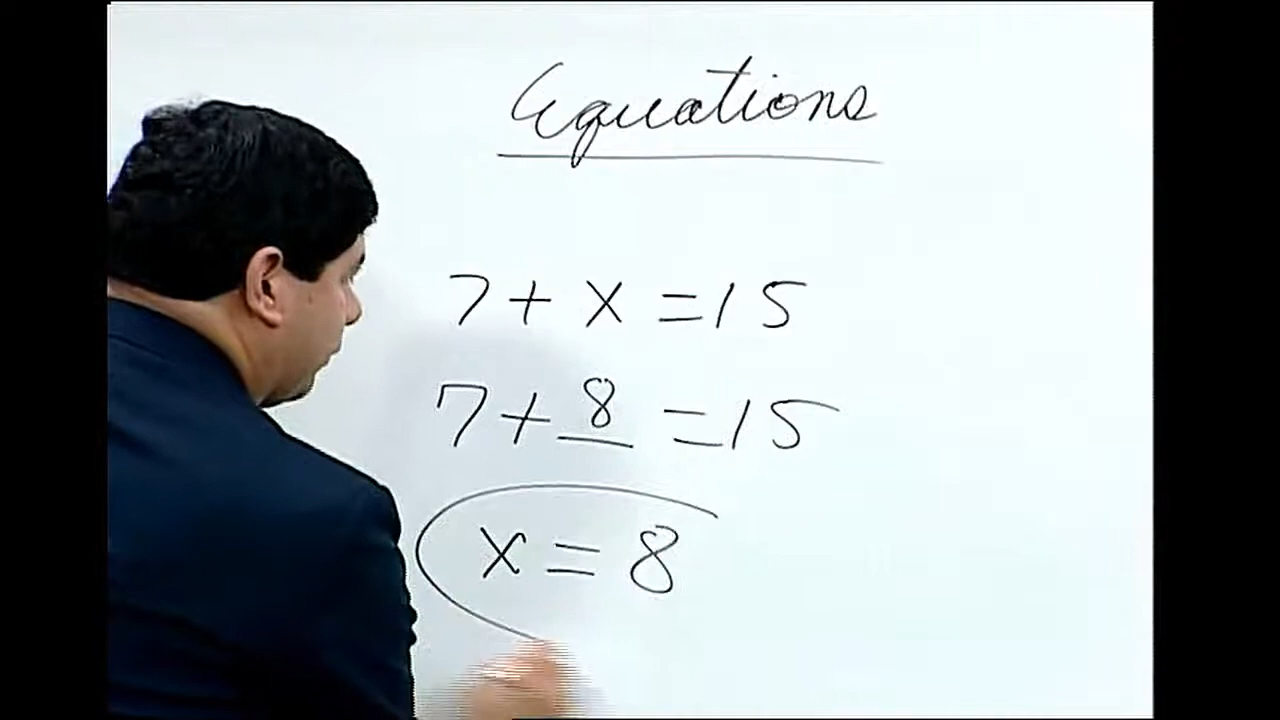 Equations
7 + x = 15
7 + 8 = 15
x = 8